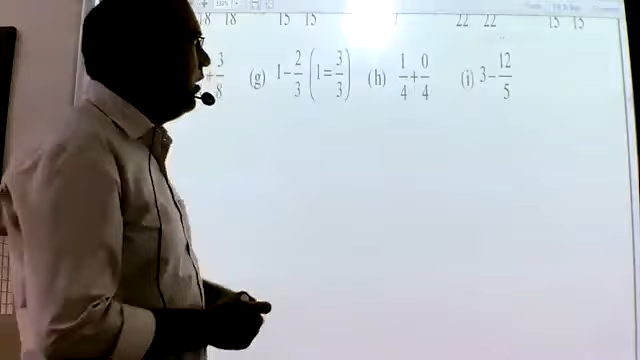 18 18 15 15 7 22 22 15 15
+ 3/8 (g) 1 − 2/3 (1 = 3/3) (h) 1/4 + 0/4 (i) 3 − 12/5